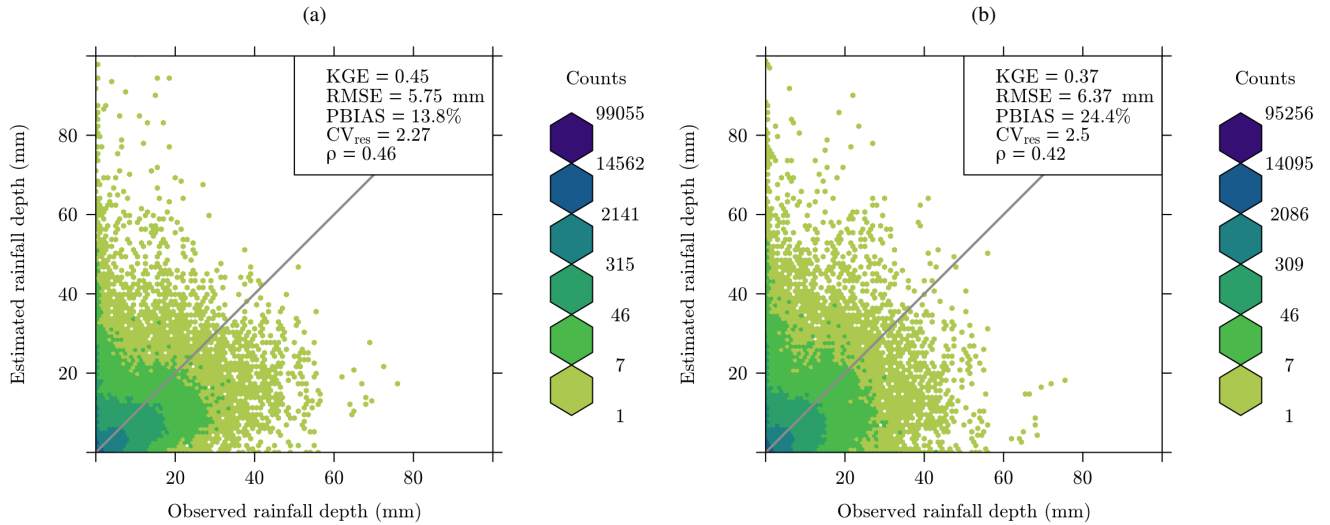 (a)
KGE = 0.45
RMSE = 5.75 mm
PBIAS = 13.8%
CVres = 2.27
ρ = 0.46
Estimated rainfall depth (mm)
80
60
40
20
20
40
60
80
Observed rainfall depth (mm)
Counts
99055
14562
2141
315
46
7
1
(b)
KGE = 0.37
RMSE = 6.37 mm
PBIAS = 24.4%
CVres = 2.5
ρ = 0.42
Estimated rainfall depth (mm)
80
60
40
20
20
40
60
80
Observed rainfall depth (mm)
Counts
95256
14095
2086
309
46
7
1